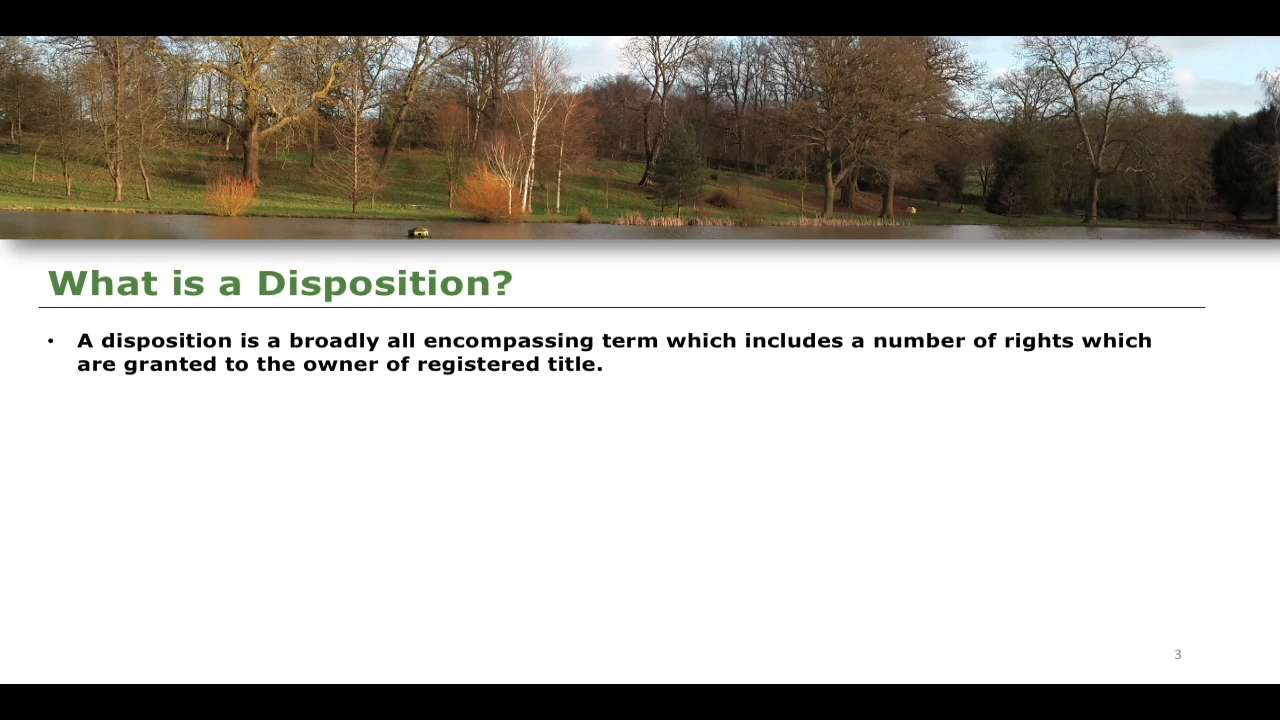 What is a Disposition?
• A disposition is a broadly all encompassing term which includes a number of rights which
are granted to the owner of registered title.
3